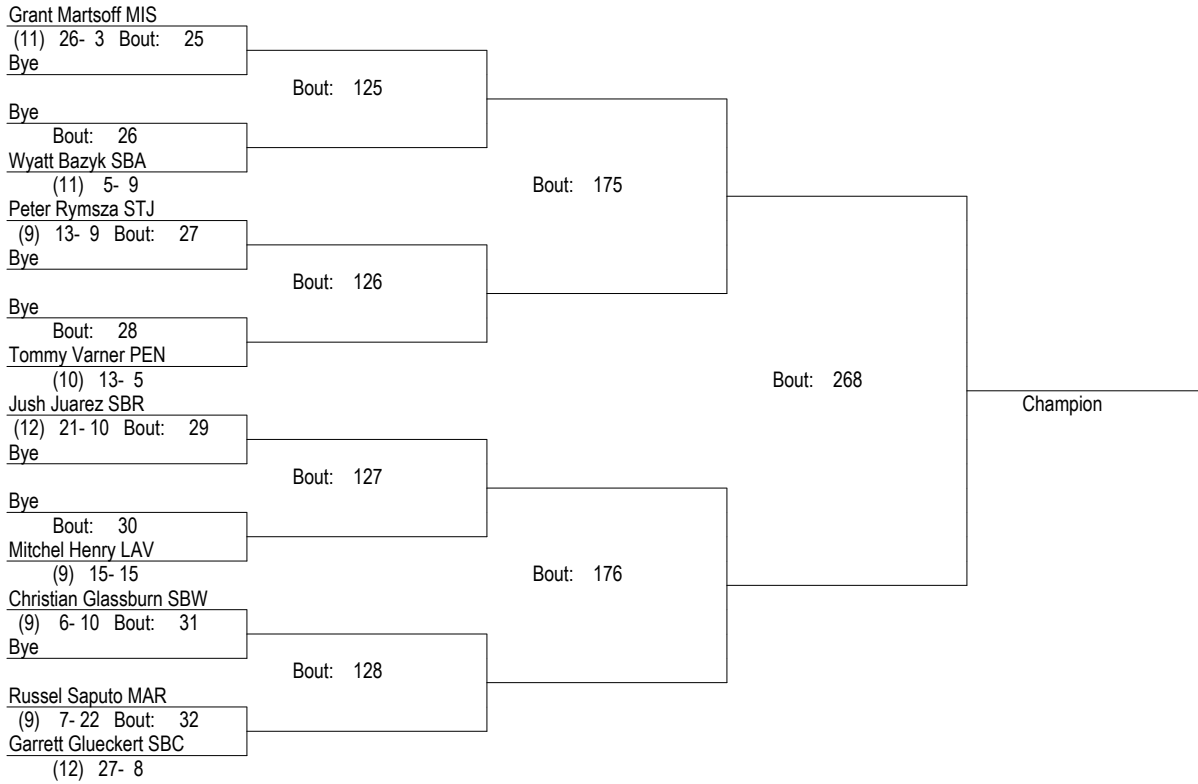 Grant Martsoff MIS
(11) 26- 3 Bout: 25
Bye
Bout: 125
Bye
Bout: 26
Wyatt Bazyk SBA
(11) 5- 9
Bout: 175
Peter Rymsza STJ
(9) 13- 9 Bout: 27
Bye
Bout: 126
Bye
Bout: 28
Tommy Varner PEN
(10) 13- 5
Bout: 268
Champion
Jush Juarez SBR
(12) 21- 10 Bout: 29
Bye
Bout: 127
Bye
Bout: 30
Mitchel Henry LAV
(9) 15- 15
Bout: 176
Christian Glassburn SBW
(9) 6- 10 Bout: 31
Bye
Bout: 128
Russel Saputo MAR
(9) 7- 22 Bout: 32
Garrett Glueckert SBC
(12) 27- 8